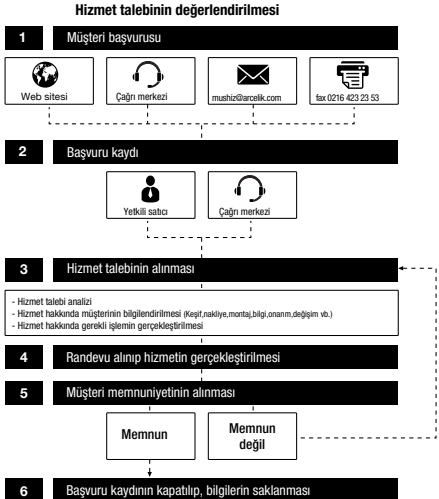 Hizmet talebinin değerlendirilmesi
1 Müşteri başvurusu
Web sitesi
Çağrı merkezi
mushiz@arcelik.com
fax 0216 423 23 53
2 Başvuru kaydı
Yetkili satıcı
Çağrı merkezi
3 Hizmet talebinin alınması
- Hizmet talebi analizi
- Hizmet hakkında müşterinin bilgilendirilmesi (Keşif,nakliye,montaj,bilgi,onarım,değişim vb.)
- Hizmet hakkında gerekli işlemin gerçekleştirilmesi
4 Randevu alınıp hizmetin gerçekleştirilmesi
5 Müşteri memnuniyetinin alınması
Memnun
Memnun
değil
6 Başvuru kaydının kapatılıp, bilgilerin saklanması